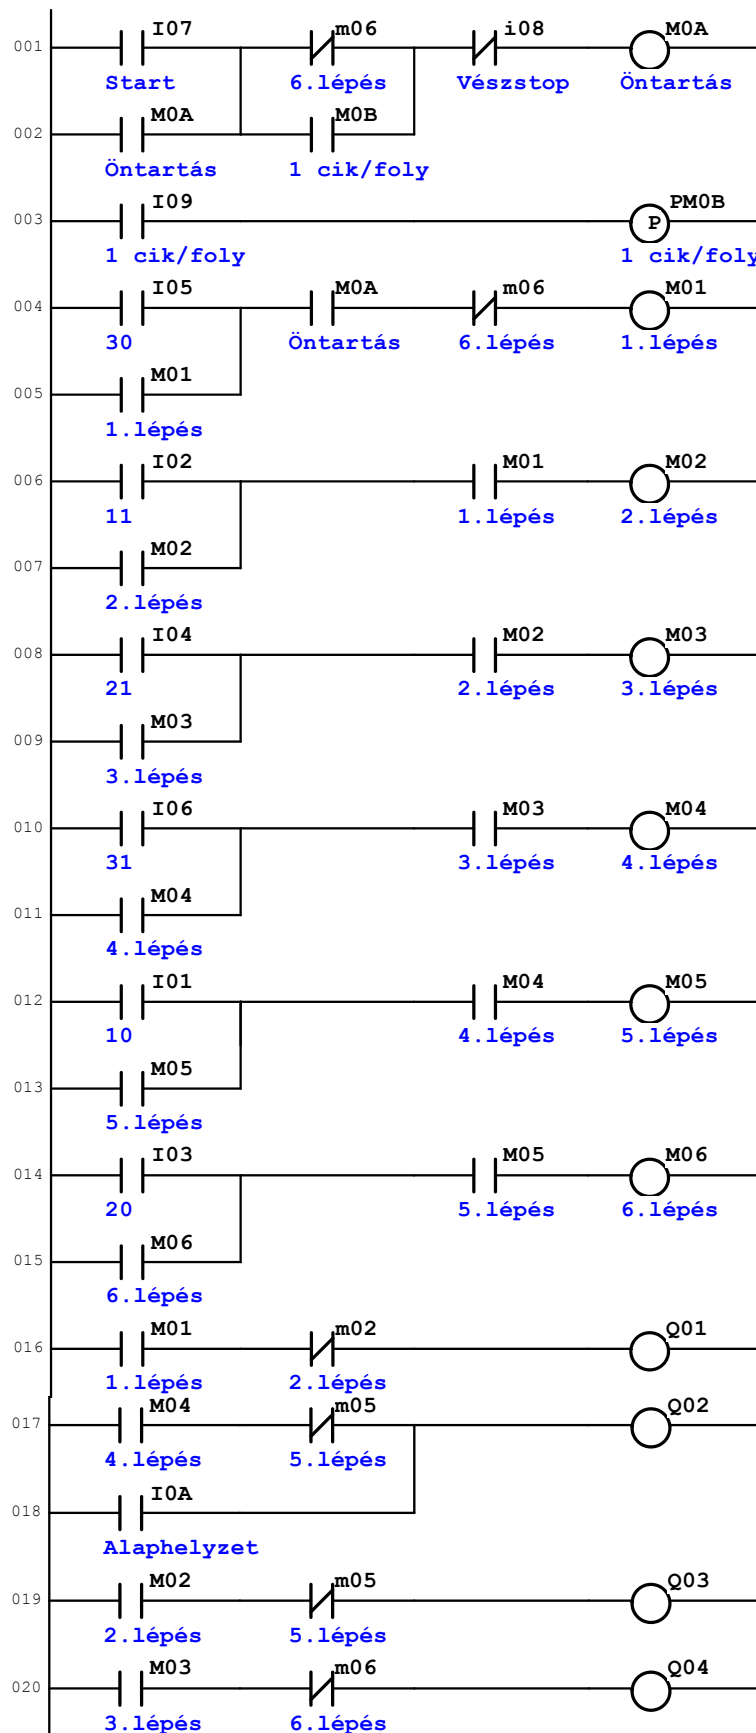 I07 m06 i08 M0A
001
Start 6.lépés Vészstop Öntartás
M0A M0B
002
Öntartás 1 cik/foly
I09 PM0B
003 P
1 cik/foly 1 cik/foly
I05 M0A m06 M01
004
30 Öntartás 6.lépés 1.lépés
M01
005
1.lépés
I02 M01 M02
006
11 1.lépés 2.lépés
M02
007
2.lépés
I04 M02 M03
008
21 2.lépés 3.lépés
M03
009
3.lépés
I06 M03 M04
010
31 3.lépés 4.lépés
M04
011
4.lépés
I01 M04 M05
012
10 4.lépés 5.lépés
M05
013
5.lépés
I03 M05 M06
014
20 5.lépés 6.lépés
M06
015
6.lépés
M01 m02 Q01
016
1.lépés 2.lépés
M04 m05 Q02
017
4.lépés 5.lépés
I0A
018
Alaphelyzet
M02 m05 Q03
019
2.lépés 5.lépés
M03 m06 Q04
020
3.lépés 6.lépés